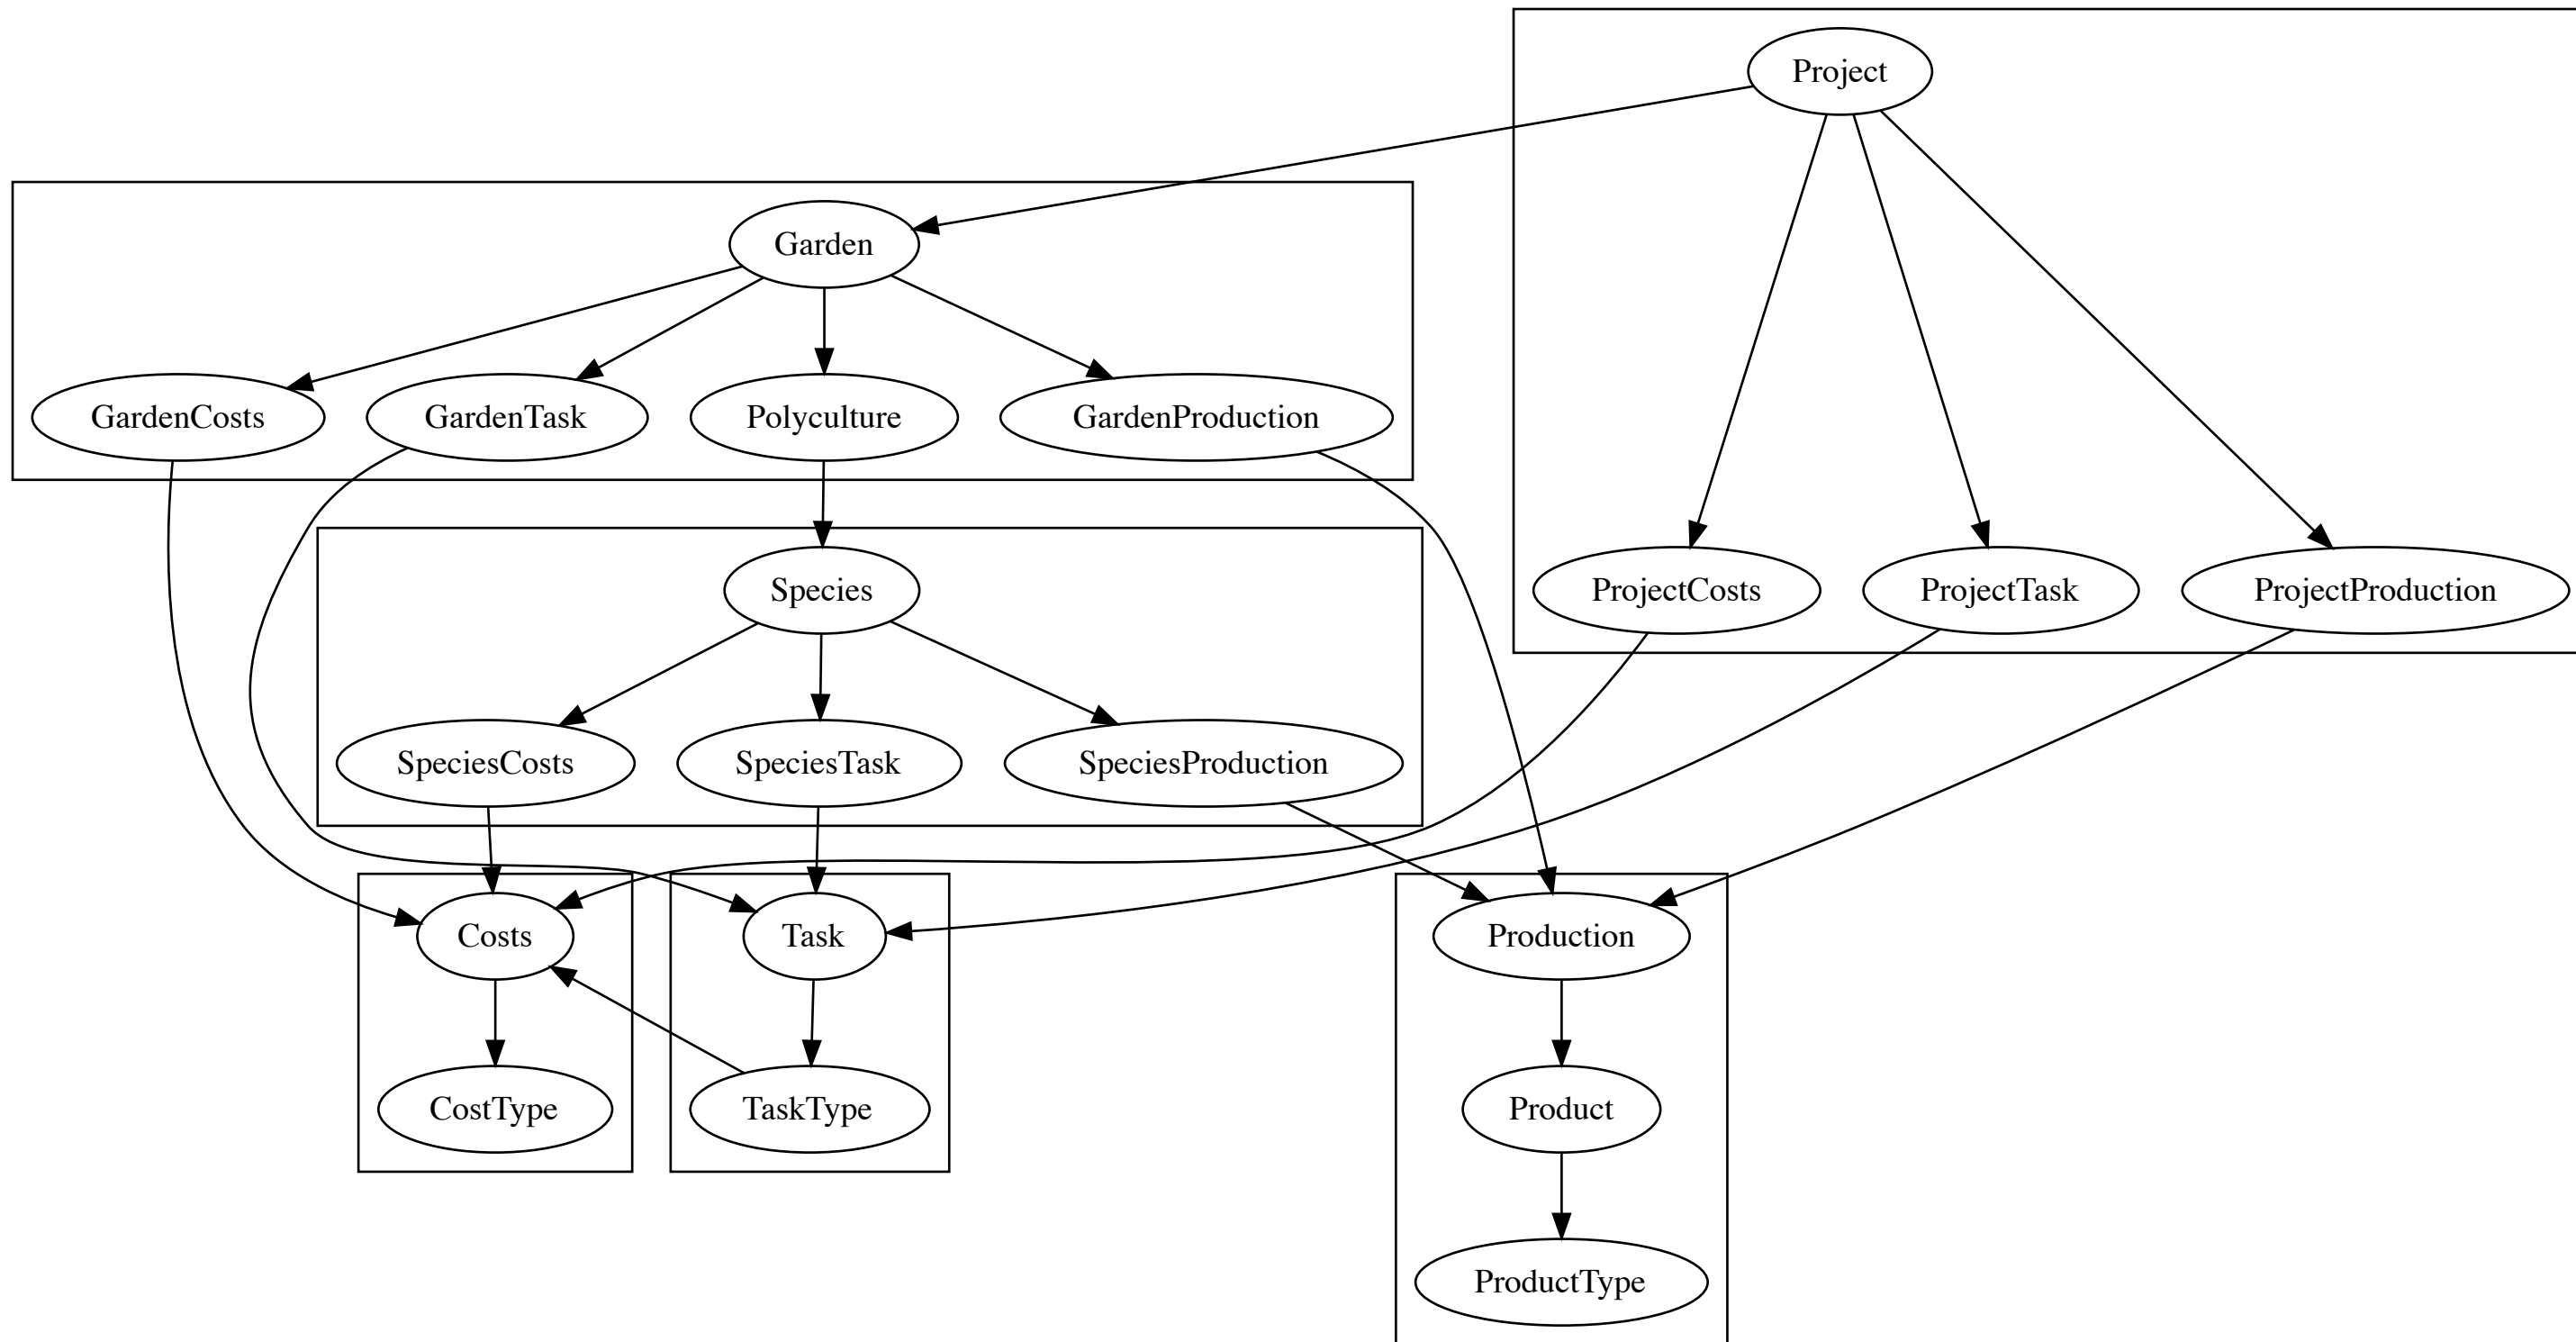 Project
Garden
GardenCosts
GardenTask
Polyculture
GardenProduction
Species
ProjectCosts
ProjectTask
ProjectProduction
SpeciesCosts
SpeciesTask
SpeciesProduction
Costs
Task
Production
CostType
TaskType
Product
ProductType